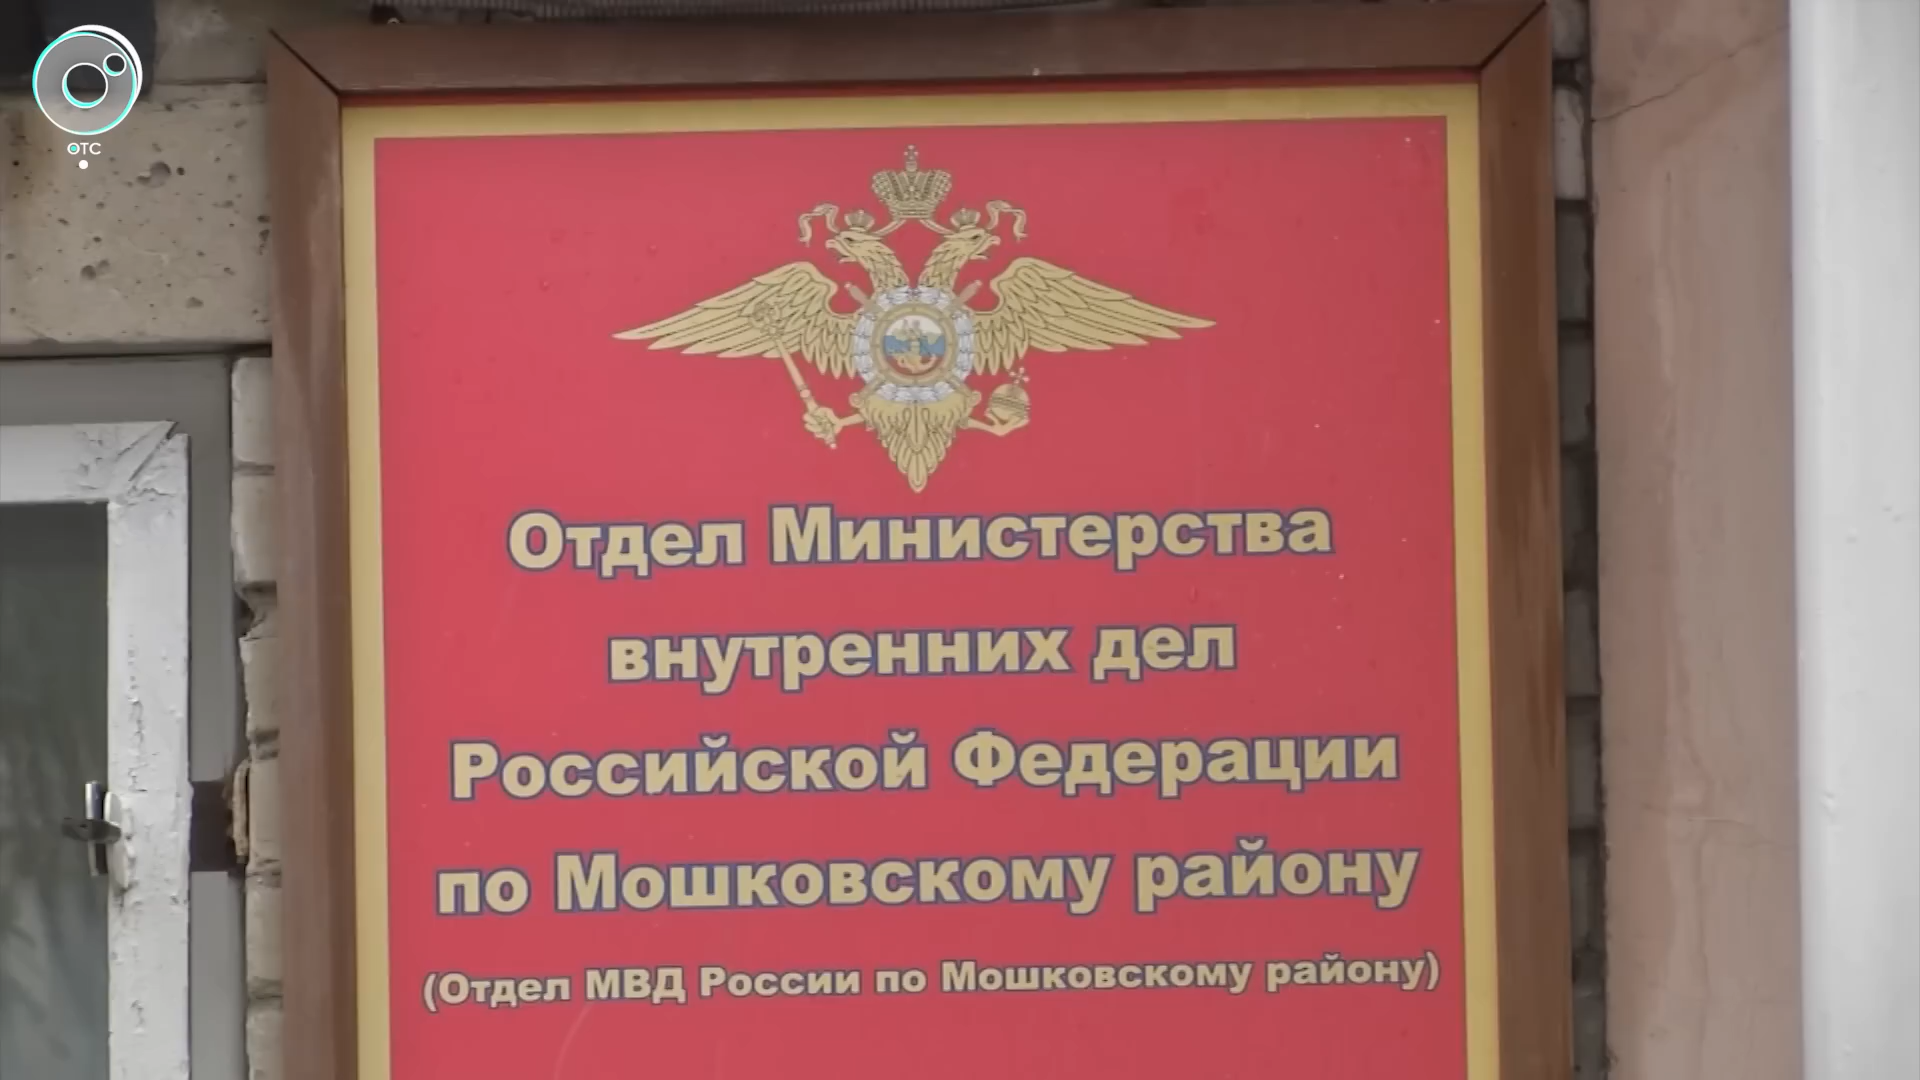 ОТС
Отдел Министерства
внутренних дел
Российской Федерации
по Мошковскому району
(Отдел МВД России по Мошковскому району)